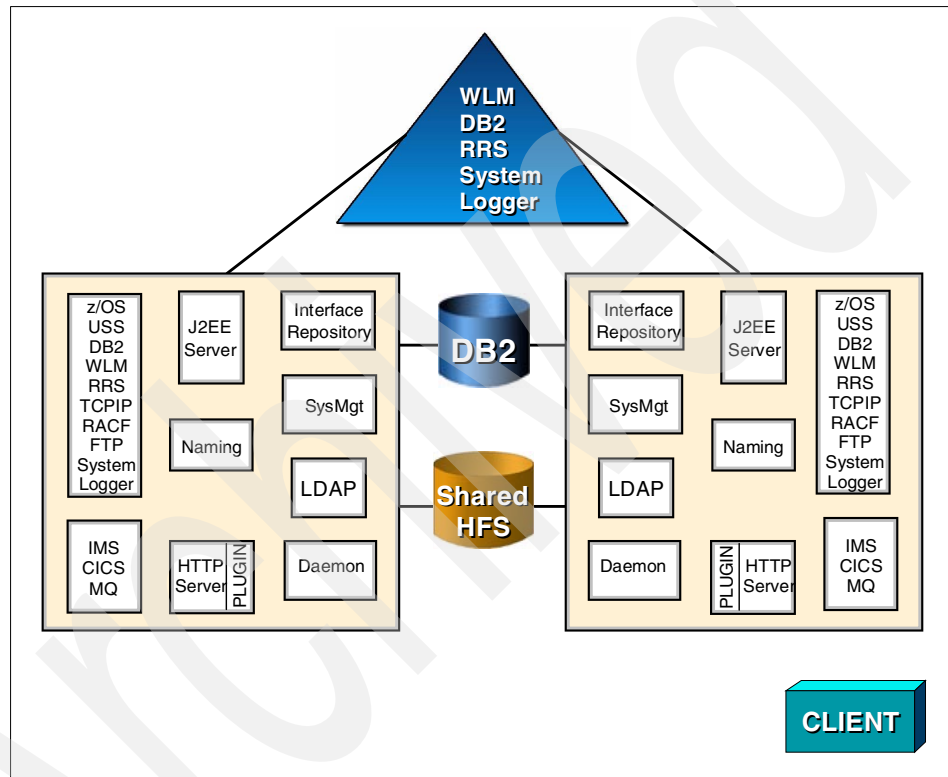 WLM
DB2
RRS
System
Logger
z/OS
USS
DB2
WLM
RRS
TCPIP
RACF
FTP
System
Logger
J2EE
Server
Interface
Repository
SysMgt
Naming
LDAP
IMS
CICS
MQ
HTTP
Server
PLUGIN
Daemon
DB2
Shared
HFS
Interface
Repository
J2EE
Server
z/OS
USS
DB2
WLM
RRS
TCPIP
RACF
FTP
System
Logger
SysMgt
Naming
LDAP
Daemon
PLUGIN
HTTP
Server
IMS
CICS
MQ
CLIENT
Archived